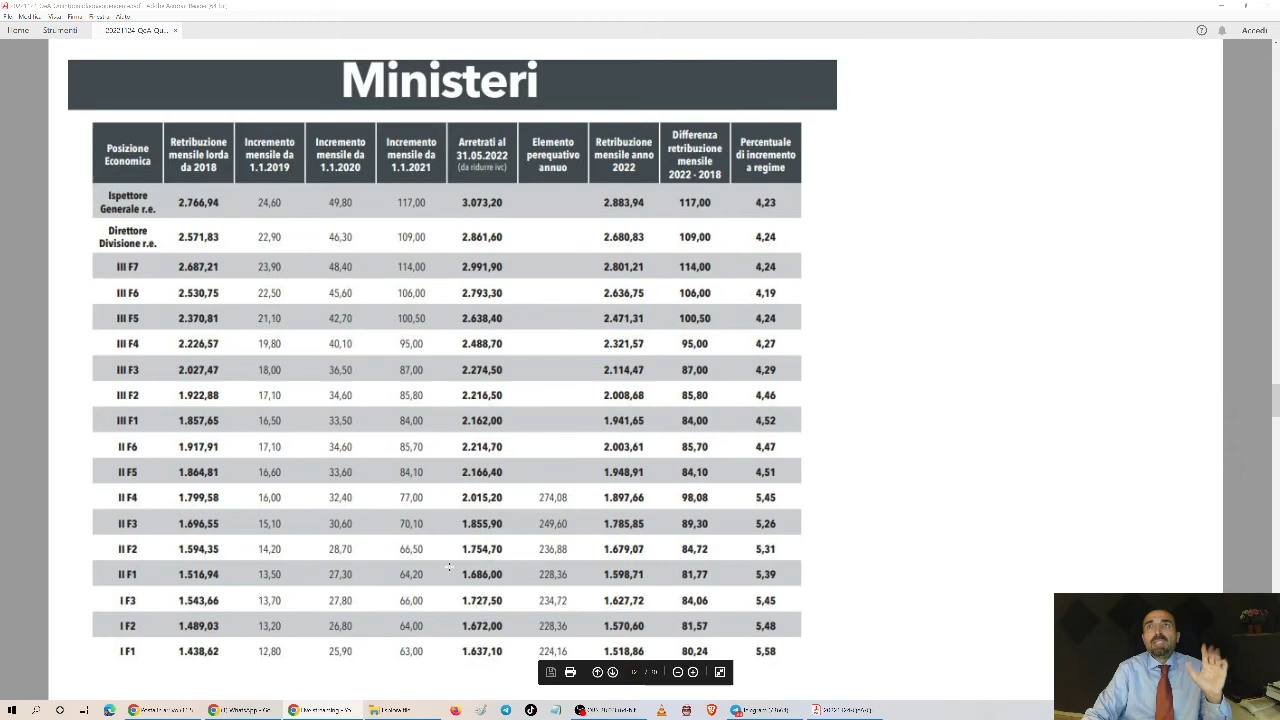 File Modifica Vista Firma Finestra Aiuto
Home Strumenti 20221124-QeA-Qu... × Accedi
Ministeri
Posizione Economica Retribuzione mensile lorda da 2018 Incremento mensile da 1.1.2019 Incremento mensile da 1.1.2020 Incremento mensile da 1.1.2021 Arretrati al 31.05.2022 (da ridurre ivc) Elemento perequativo annuo Retribuzione mensile anno 2022 Differenza retribuzione mensile 2022 - 2018 Percentuale di incremento a regime
Ispettore Generale r.e. 2.766,94 24,60 49,80 117,00 3.073,20 2.883,94 117,00 4,23
Direttore Divisione r.e. 2.571,83 22,90 46,30 109,00 2.861,60 2.680,83 109,00 4,24
III F7 2.687,21 23,90 48,40 114,00 2.991,90 2.801,21 114,00 4,24
III F6 2.530,75 22,50 45,60 106,00 2.793,30 2.636,75 106,00 4,19
III F5 2.370,81 21,10 42,70 100,50 2.638,40 2.471,31 100,50 4,24
III F4 2.226,57 19,80 40,10 95,00 2.488,70 2.321,57 95,00 4,27
III F3 2.027,47 18,00 36,50 87,00 2.274,50 2.114,47 87,00 4,29
III F2 1.922,88 17,10 34,60 85,80 2.216,50 2.008,68 85,80 4,46
III F1 1.857,65 16,50 33,50 84,00 2.162,00 1.941,65 84,00 4,52
II F6 1.917,91 17,10 34,60 85,70 2.214,70 2.003,61 85,70 4,47
II F5 1.864,81 16,60 33,60 84,10 2.166,40 1.948,91 84,10 4,51
II F4 1.799,58 16,00 32,40 77,00 2.015,20 274,08 1.897,66 98,08 5,45
II F3 1.696,55 15,10 30,60 70,10 1.855,90 249,60 1.785,85 89,30 5,26
II F2 1.594,35 14,20 28,70 66,50 1.754,70 236,88 1.679,07 84,72 5,31
II F1 1.516,94 13,50 27,30 64,20 1.686,00 228,36 1.598,71 81,77 5,39
I F3 1.543,66 13,70 27,80 66,00 1.727,50 234,72 1.627,72 84,06 5,45
I F2 1.489,03 13,20 26,80 64,00 1.672,00 228,36 1.570,60 81,57 5,48
I F1 1.438,62 12,80 25,90 63,00 1.637,10 224,16 1.518,86 80,24 5,58